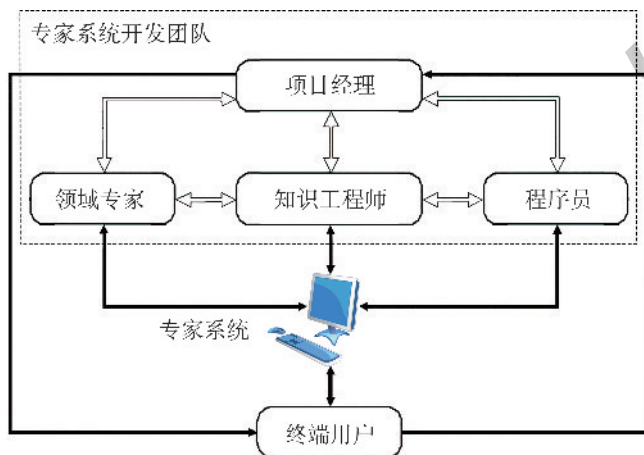 专家系统开发团队
项目经理
领域专家
知识工程师
程序员
专家系统
终端用户